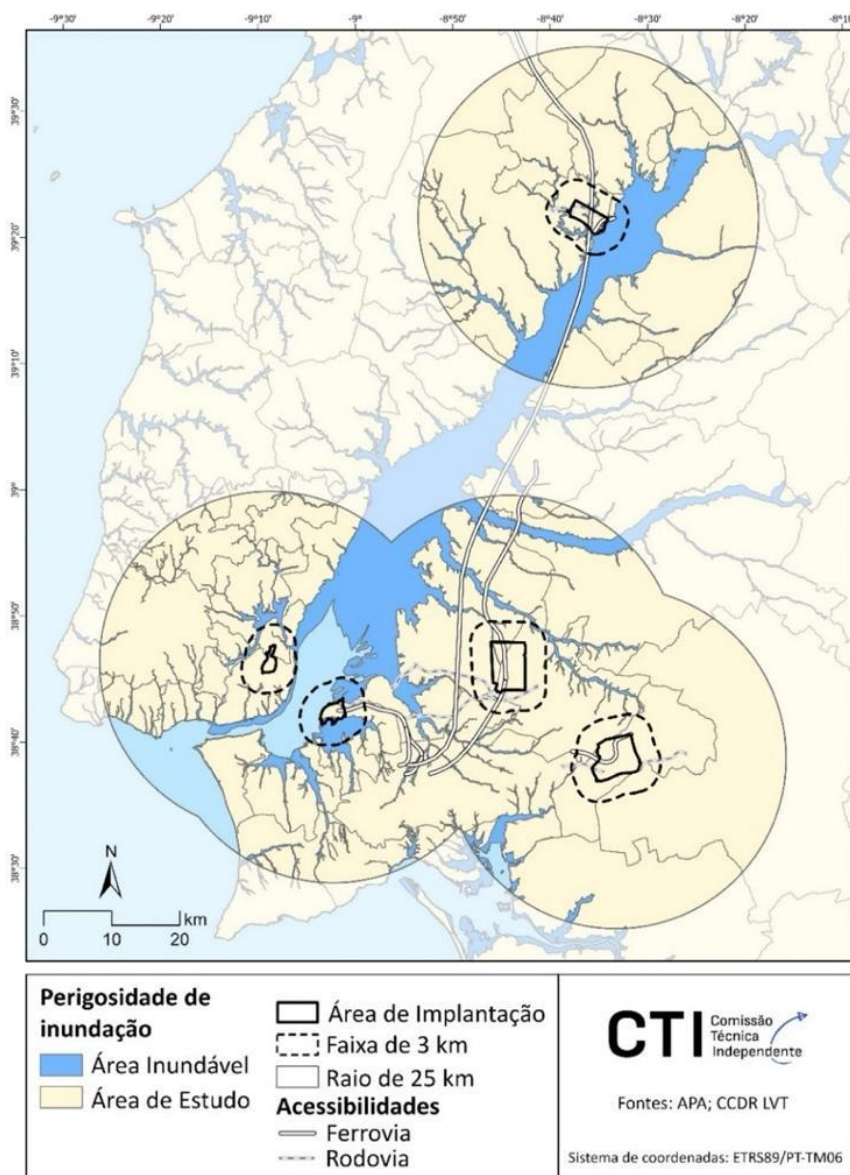 -9°30' -9°20' -9°10' -9° -8°50' -8°40' -8°30' -8°20' -8°10'
39°30'
39°20'
39°10'
39°
38°50'
38°40'
38°30'
N
km
0 10 20
Perigosidade de
inundação
Área Inundável
Área de Estudo
Área de Implantação
Faixa de 3 km
Raio de 25 km
Acessibilidades
Ferrovia
Rodovia
CTI
Comissão
Técnica
Independente
Fontes: APA; CCDR LVT
Sistema de coordenadas: ETRS89/PT-TM06